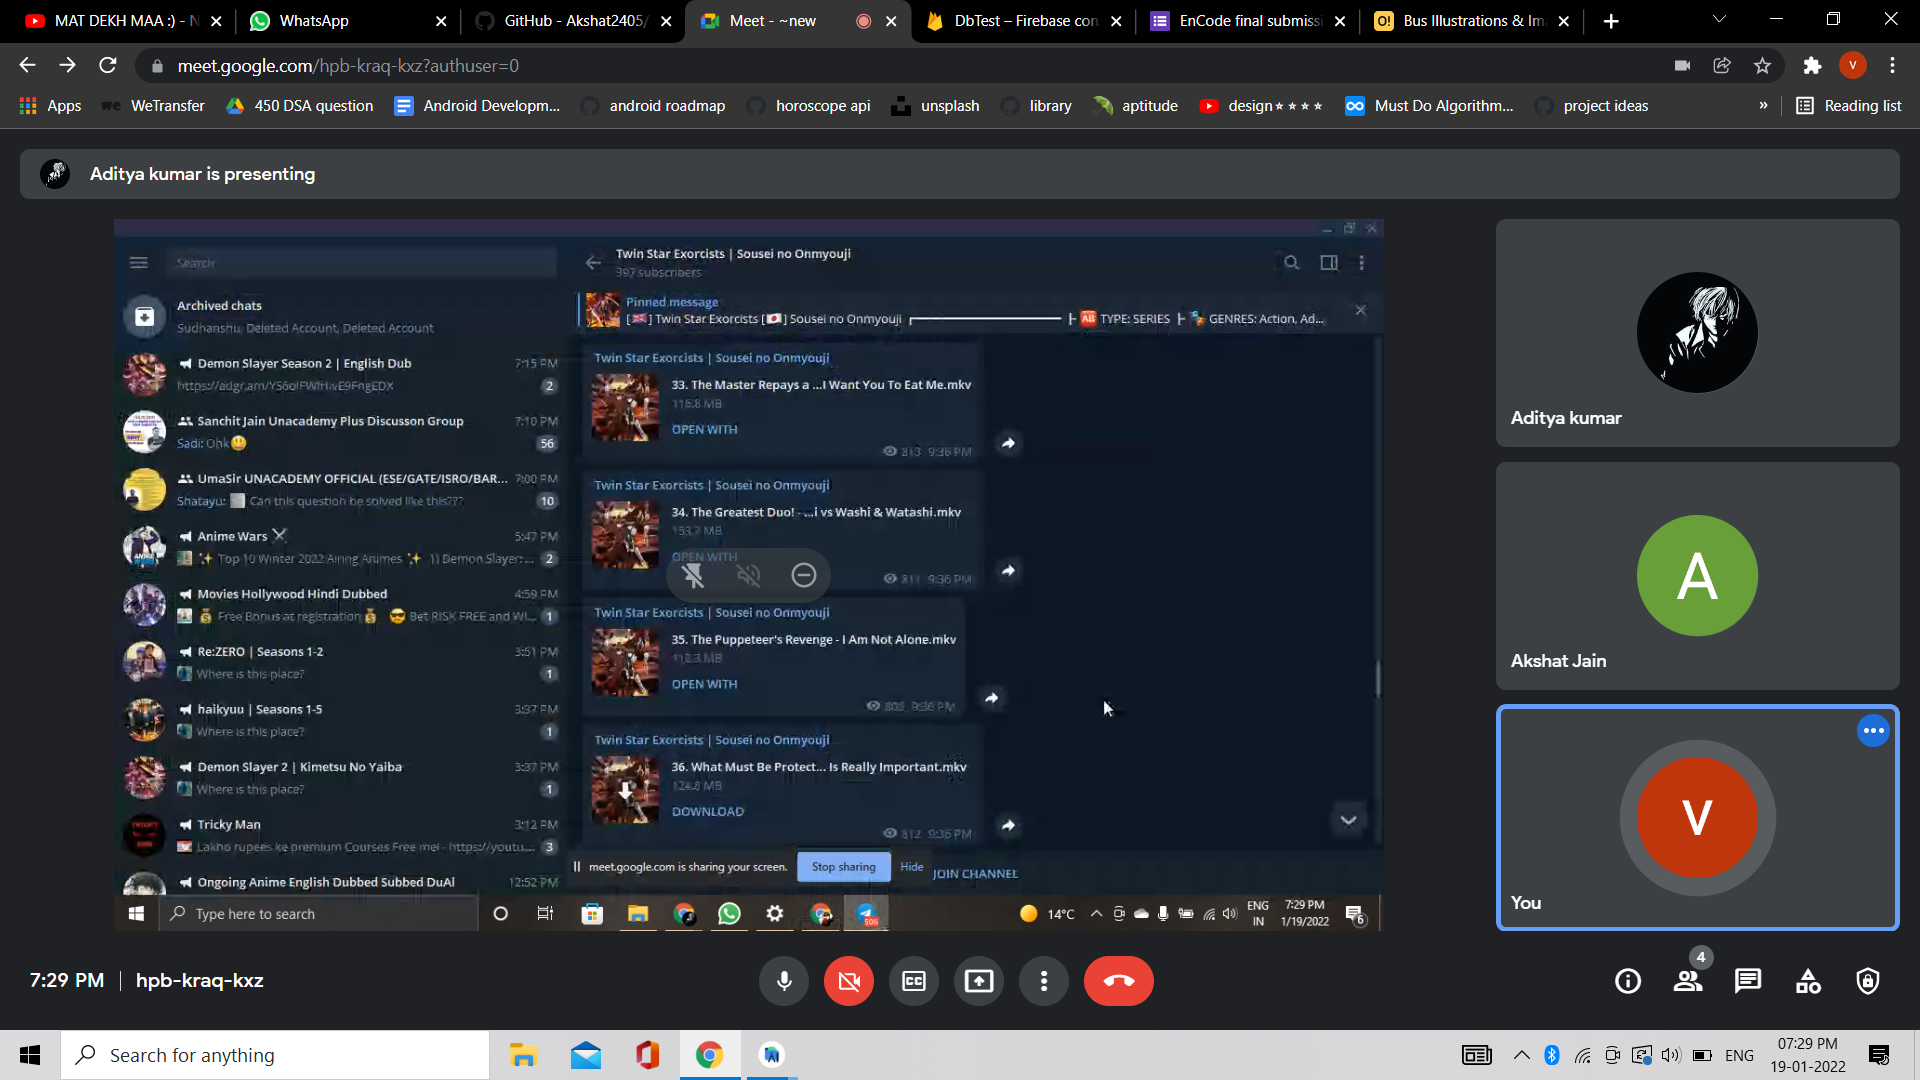 MAT DEKH MAA :) - N
WhatsApp
GitHub - Akshat2405/
Meet - ~new
DbTest – Firebase con
EnCode final submissi
Bus Illustrations & Im
meet.google.com/hpb-kraq-kxz?authuser=0
V
Apps
we WeTransfer
450 DSA question
Android Developm...
android roadmap
horoscope api
unsplash
library
aptitude
design★★★★
Must Do Algorithm...
project ideas
»
Reading list
Aditya kumar is presenting
Search
Archived chats
Sudhanshu, Deleted Account, Deleted Account
Demon Slayer Season 2 | English Dub 7:15 PM
2
Sanchit Jain Unacademy Plus Discusson Group 7:10 PM
Sadi: Ohk 56
UmaSir UNACADEMY OFFICIAL (ESE/GATE/ISRO/BAR... 7:00 PM
Shatayu: Can this question be solved like this??? 10
Anime Wars 5:47 PM
Top 10 Winter 2022 Airing Animes 1) Demon Slayer:... 2
Movies Hollywood Hindi Dubbed 4:59 PM
Free Bonus at registration Bet RISK FREE and WI... 1
Re:ZERO | Seasons 1-2 3:51 PM
Where is this place? 1
haikyuu | Seasons 1-5 3:37 PM
Where is this place? 1
Demon Slayer 2 | Kimetsu No Yaiba 3:37 PM
Where is this place? 1
Tricky Man 3:12 PM
Lakho rupees ke premium Courses Free mei - https://youtu... 3
Ongoing Anime English Dubbed Subbed DuAl 12:52 PM
Twin Star Exorcists | Sousei no Onmyouji
397 subscribers
Pinned message
[🇬🇧] Twin Star Exorcists [🇯🇵] Sousei no Onmyouji ┏━━━━━━━━━━ ┣ 🆎 TYPE: SERIES ┣ 🎭 GENRES: Action, Ad...
Twin Star Exorcists | Sousei no Onmyouji
33. The Master Repays a ...I Want You To Eat Me.mkv
116.8 MB
OPEN WITH
813 9:36 PM
Twin Star Exorcists | Sousei no Onmyouji
34. The Greatest Duo! - ...i vs Washi & Watashi.mkv
153.7 MB
OPEN WITH
811 9:36 PM
Twin Star Exorcists | Sousei no Onmyouji
35. The Puppeteer's Revenge - I Am Not Alone.mkv
OPEN WITH
9:36 PM
Twin Star Exorcists | Sousei no Onmyouji
36. What Must Be Protect... Is Really Important.mkv
124.8 MB
DOWNLOAD
812 9:36 PM
meet.google.com is sharing your screen.
Stop sharing
Hide
JOIN CHANNEL
Type here to search
506
14°C
ENG
IN
7:29 PM
1/19/2022
6
Aditya kumar
A
Akshat Jain
V
You
7:29 PM | hpb-kraq-kxz
CC
4
Search for anything
ENG
07:29 PM
19-01-2022